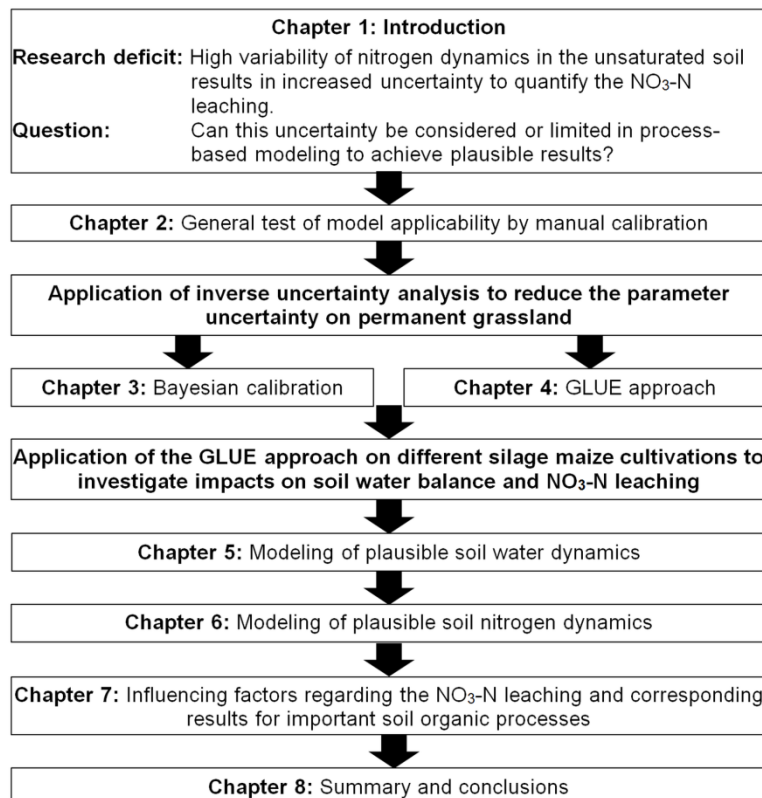 Chapter 1: Introduction
Research deficit: High variability of nitrogen dynamics in the unsaturated soil
results in increased uncertainty to quantify the NO₃-N
leaching.
Question: Can this uncertainty be considered or limited in process-
based modeling to achieve plausible results?
Chapter 2: General test of model applicability by manual calibration
Application of inverse uncertainty analysis to reduce the parameter
uncertainty on permanent grassland
Chapter 3: Bayesian calibration
Chapter 4: GLUE approach
Application of the GLUE approach on different silage maize cultivations to
investigate impacts on soil water balance and NO₃-N leaching
Chapter 5: Modeling of plausible soil water dynamics
Chapter 6: Modeling of plausible soil nitrogen dynamics
Chapter 7: Influencing factors regarding the NO₃-N leaching and corresponding
results for important soil organic processes
Chapter 8: Summary and conclusions